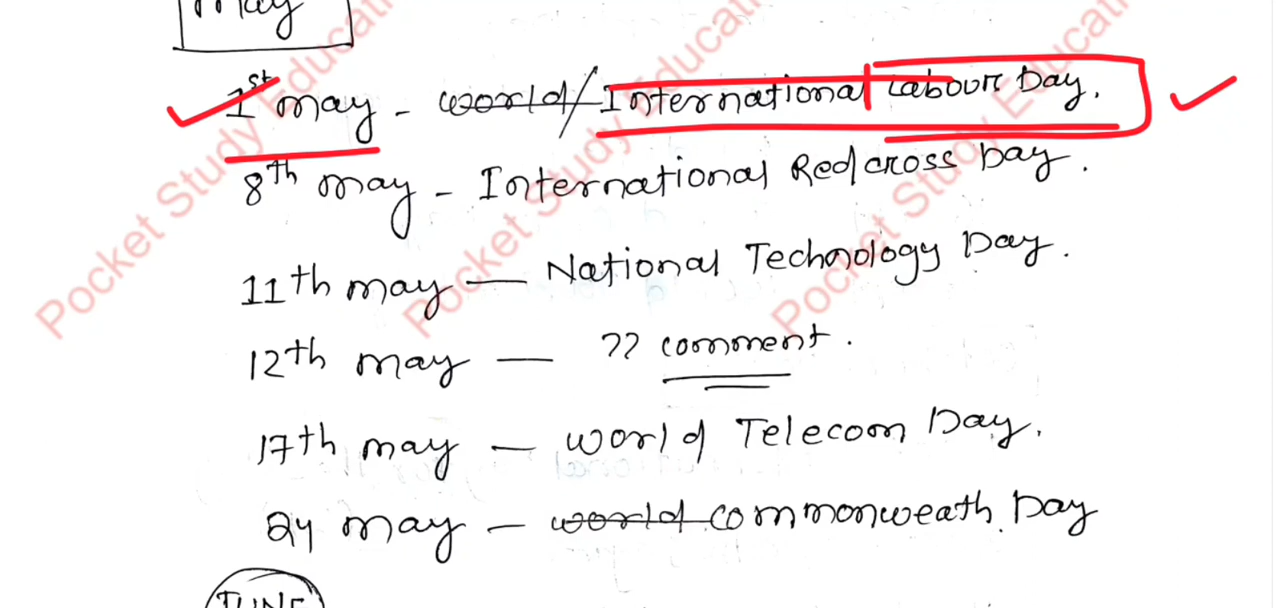 May
1st may - world/International Labour Day.
8th may - International Redcross Day.
11th may — National Technology Day.
12th may — ?? comment.
17th may — world Telecom Day.
24 may — world commonweath Day
JUNE
Pocket Study Education
Pocket Study Education
Pocket Study Educati